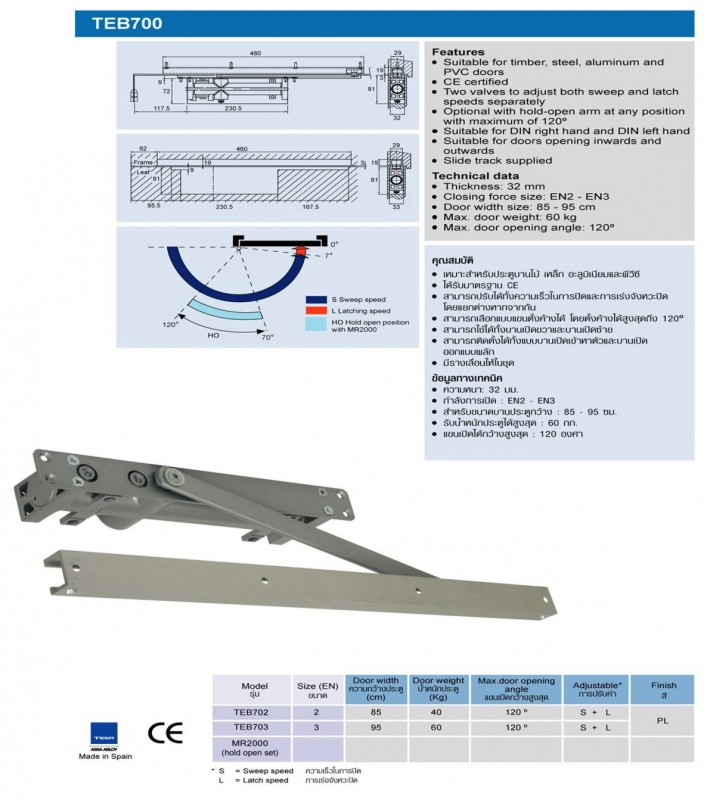 TEB700
480
29
19
3
9
72
81
117.5
230.5
32
62
460
29
Frame
Leaf
9
19
3
19
81
81
95.5
230.5
167.5
33
0°
7°
120°
HO
70°
S Sweep speed
L Latching speed
HO Hold open position
with MR2000
Features
• Suitable for timber, steel, aluminum and
PVC doors
• CE certified
• Two valves to adjust both sweep and latch
speeds separately
• Optional with hold-open arm at any position
with maximum of 120º
• Suitable for DIN right hand and DIN left hand
• Suitable for doors opening inwards and
outwards
• Slide track supplied
Technical data
• Thickness: 32 mm
• Closing force size: EN2 - EN3
• Door width size: 85 - 95 cm
• Max. door weight: 60 kg
• Max. door opening angle: 120º
คุณสมบัติ
• เหมาะสำหรับประตูบานไม้ เหล็ก อะลูมิเนียมและพีวีซี
• ได้รับมาตรฐาน CE
• สามารถปรับได้ทั้งความเร็วในการปิดและการเร่งจังหวะปิด
โดยแยกต่างหากจากกัน
• สามารถเลือกแบบแขนตั้งค้างได้ โดยตั้งค้างได้สูงสุดถึง 120º
• สามารถใช้ได้ทั้งบานเปิดขวาและบานเปิดซ้าย
• สามารถติดตั้งได้ทั้งแบบบานเปิดเข้าหาตัวและบานเปิด
ออกแบบผลัก
• มีรางเลื่อนให้ในชุด
ข้อมูลทางเทคนิค
• ความหนา: 32 มม.
• กำลังการเปิด : EN2 - EN3
• สำหรับขนาดบานประตูกว้าง : 85 - 95 ซม.
• รับน้ำหนักประตูได้สูงสุด : 60 กก.
• แขนเปิดได้กว้างสูงสุด : 120 องศา
Model รุ่น Size (EN) ขนาด Door width ความกว้างประตู (cm) Door weight น้ำหนักประตู (Kg) Max.door opening angle แขนเปิดกว้างสูงสุด Adjustable* การปรับค่า Finish สี
TEB702 2 85 40 120 º S + L PL
TEB703 3 95 60 120 º S + L
MR2000
(hold open set)
TESA
ASSA ABLOY
CE
Made in Spain
* S = Sweep speed ความเร็วในการปิด
L = Latch speed การเร่งจังหวะปิด